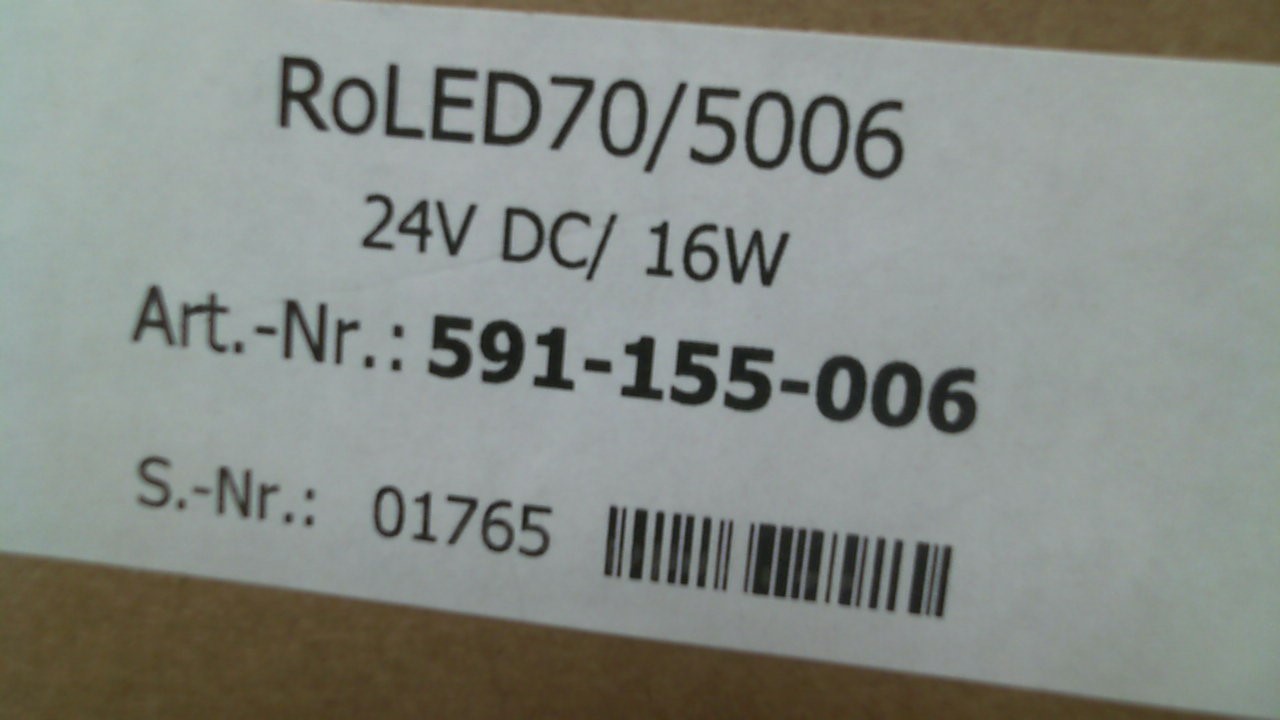 RoLED70/5006
24V DC/ 16W
Art.-Nr.: 591-155-006
S.-Nr.: 01765